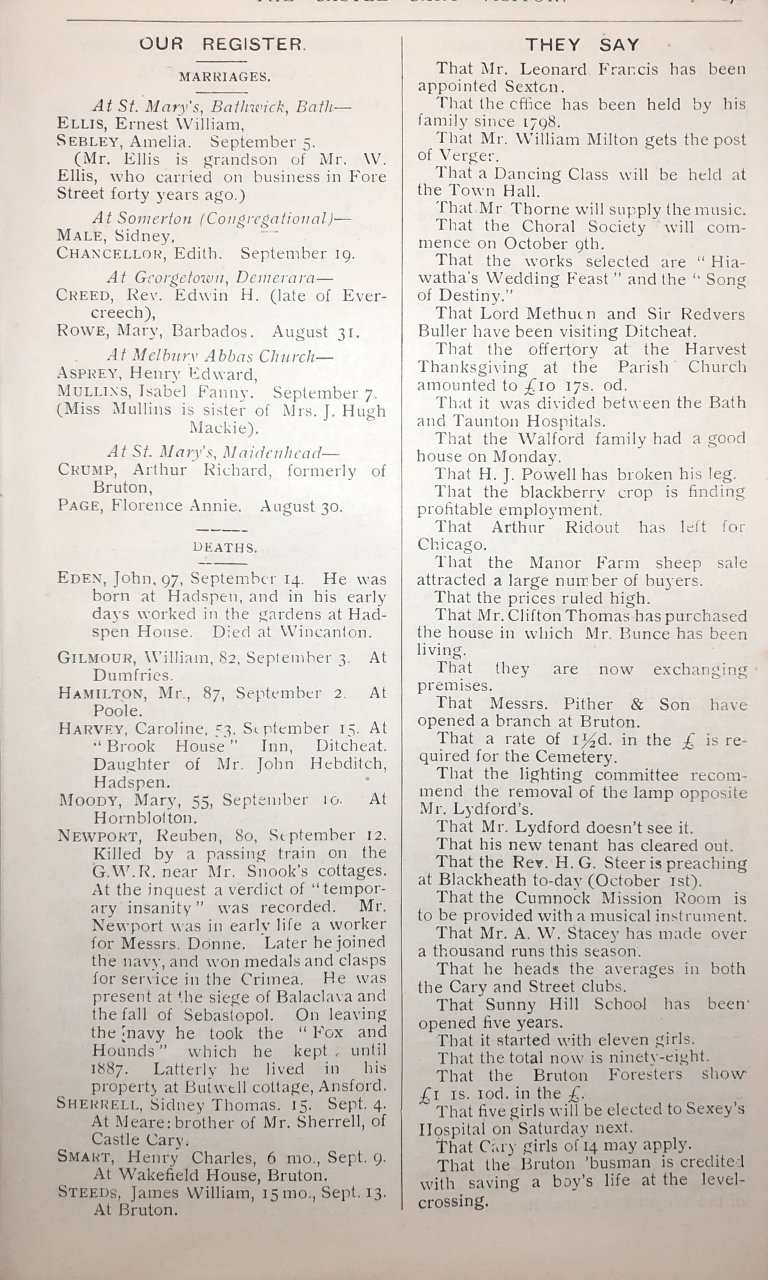 OUR REGISTER.
MARRIAGES.
At St. Mary's, Bathwick, Bath—
ELLIS, Ernest William,
SEBLEY, Amelia. September 5.
(Mr. Ellis is grandson of Mr. W.
Ellis, who carried on business in Fore
Street forty years ago.)
At Somerton (Congregational)—
MALE, Sidney,
CHANCELLOR, Edith. September 19.
At Georgetown, Demerara—
CREED, Rev. Edwin H. (late of Ever-
creech),
ROWE, Mary, Barbados. August 31.
At Melbury Abbas Church—
ASPREY, Henry Edward,
MULLINS, Isabel Fanny. September 7.
(Miss Mullins is sister of Mrs. J. Hugh
Mackie).
At St. Mary's, Maidenhead—
CRUMP, Arthur Richard, formerly of
Bruton,
PAGE, Florence Annie. August 30.
DEATHS.
EDEN, John, 97, September 14. He was
born at Hadspen, and in his early
days worked in the gardens at Had-
spen House. Died at Wincanton.
GILMOUR, William, 82, September 3. At
Dumfries.
HAMILTON, Mr., 87, September 2. At
Poole.
HARVEY, Caroline, September 15. At
"Brook House" Inn, Ditcheat.
Daughter of Mr. John Hebditch,
Hadspen.
MOODY, Mary, 55, September 10. At
Hornblotton.
NEWPORT, Reuben, 80, September 12.
Killed by a passing train on the
G.W.R. near Mr. Snook's cottages.
At the inquest a verdict of "tempor-
ary insanity" was recorded. Mr.
Newport was in early life a worker
for Messrs. Donne. Later he joined
the navy, and won medals and clasps
for service in the Crimea. He was
present at the siege of Balaclava and
the fall of Sebastopol. On leaving
the navy he took the "Fox and
Hounds" which he kept until
1887. Latterly he lived in his
property at Butwell cottage, Ansford.
SHERRELL, Sidney Thomas. 15. Sept. 4.
At Meare: brother of Mr. Sherrell, of
Castle Cary.
SMART, Henry Charles, 6 mo., Sept. 9.
At Wakefield House, Bruton.
STEEDS, James William, 15 mo., Sept. 13.
At Bruton.
THEY SAY
That Mr. Leonard Francis has been
appointed Sexton.
That the office has been held by his
family since 1798.
That Mr. William Milton gets the post
of Verger.
That a Dancing Class will be held at
the Town Hall.
That Mr Thorne will supply the music.
That the Choral Society will com-
mence on October 9th.
That the works selected are "Hia-
watha's Wedding Feast" and the "Song
of Destiny."
That Lord Methuen and Sir Redvers
Buller have been visiting Ditcheat.
That the offertory at the Harvest
Thanksgiving at the Parish Church
amounted to £10 17s. 0d.
That it was divided between the Bath
and Taunton Hospitals.
That the Walford family had a good
house on Monday.
That H. J. Powell has broken his leg.
That the blackberry crop is finding
profitable employment.
That Arthur Ridout has left for
Chicago.
That the Manor Farm sheep sale
attracted a large number of buyers.
That the prices ruled high.
That Mr. Clifton Thomas has purchased
the house in which Mr. Bunce has been
living.
That they are now exchanging
premises.
That Messrs. Pither & Son have
opened a branch at Bruton.
That a rate of 1½d. in the £ is re-
quired for the Cemetery.
That the lighting committee recom-
mend the removal of the lamp opposite
Mr. Lydford's.
That Mr. Lydford doesn't see it.
That his new tenant has cleared out.
That the Rev. H. G. Steer is preaching
at Blackheath to-day (October 1st).
That the Cumnock Mission Room is
to be provided with a musical instrument.
That Mr. A. W. Stacey has made over
a thousand runs this season.
That he heads the averages in both
the Cary and Street clubs.
That Sunny Hill School has been
opened five years.
That it started with eleven girls.
That the total now is ninety-eight.
That the Bruton Foresters show
£1 1s. 10d. in the £.
That five girls will be elected to Sexey's
Hospital on Saturday next.
That Cary girls of 14 may apply.
That the Bruton 'busman is credited
with saving a boy's life at the level-
crossing.